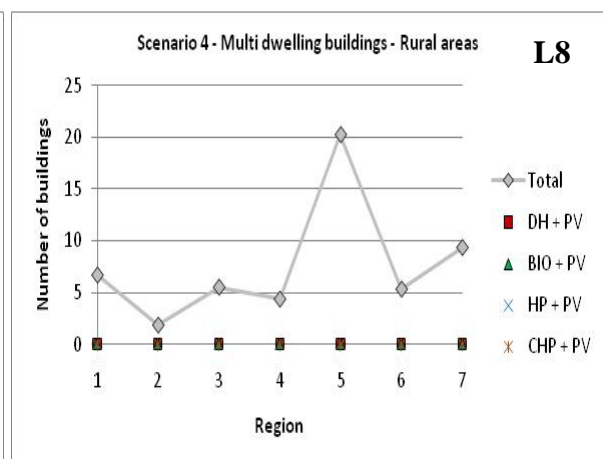 Scenario 4 - Multi dwelling buildings - Rural areas
L8
Number of buildings
25
20
15
10
5
0
1 2 3 4 5 6 7
Region
Total
DH + PV
BIO + PV
HP + PV
CHP + PV